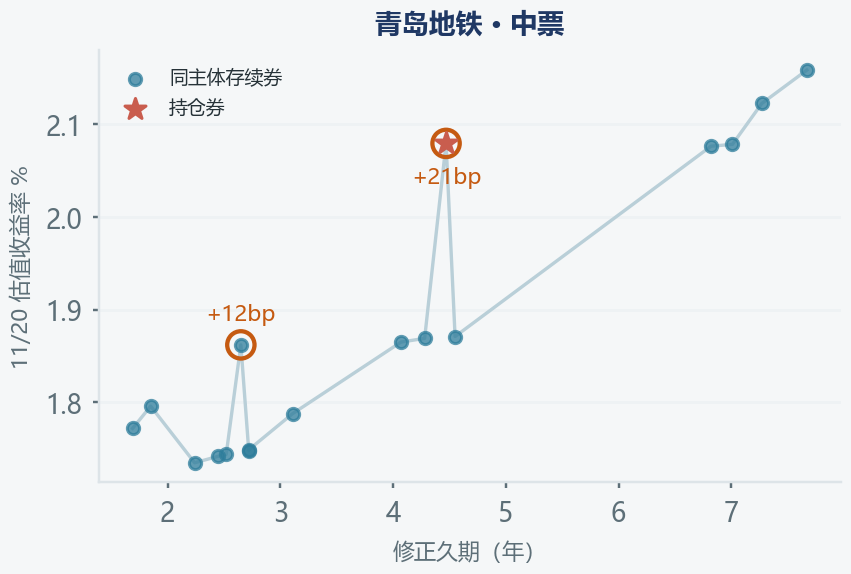 青岛地铁·中票
同主体存续券
持仓券
+21bp
+12bp
11/20 估值收益率 %
2.1
2.0
1.9
1.8
2 3 4 5 6 7
修正久期（年）